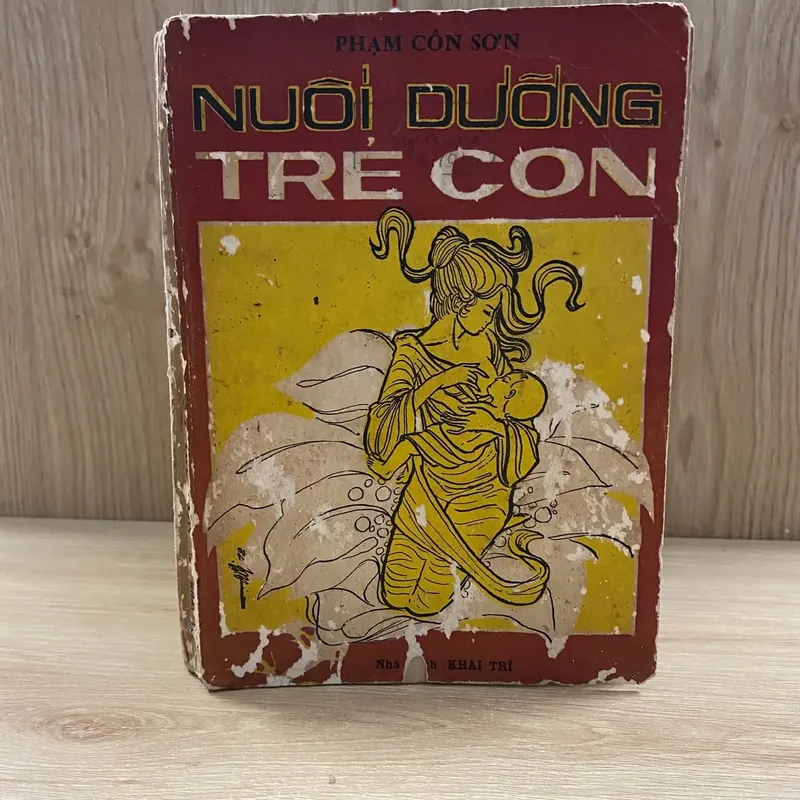 PHẠM CÔN SƠN
NUÔI DƯỠNG
TRẺ CON
Nhà KHAI TRÍ